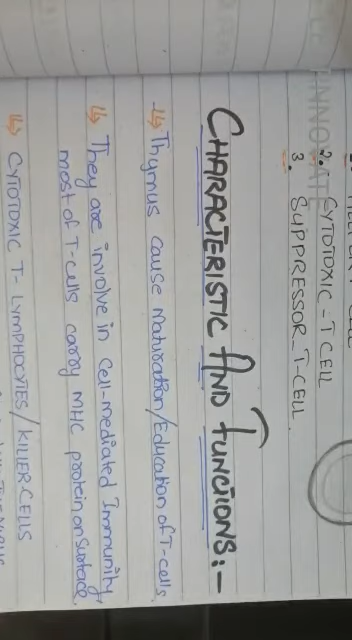 2. CYTOTOXIC-T CELL
3. SUPPRESSOR-T-CELL.
INNOVATE
CHARACTERISTIC AND FUNCTIONS:-
↳ Thymus cause Maturation/Education of T-cells.
↳ They are involve in Cell-mediated Immunity,
most of T-cells carry MHC protein on surface.
↳ CYTOTOXIC T-LYMPHOCYTES/KILLER CELLS